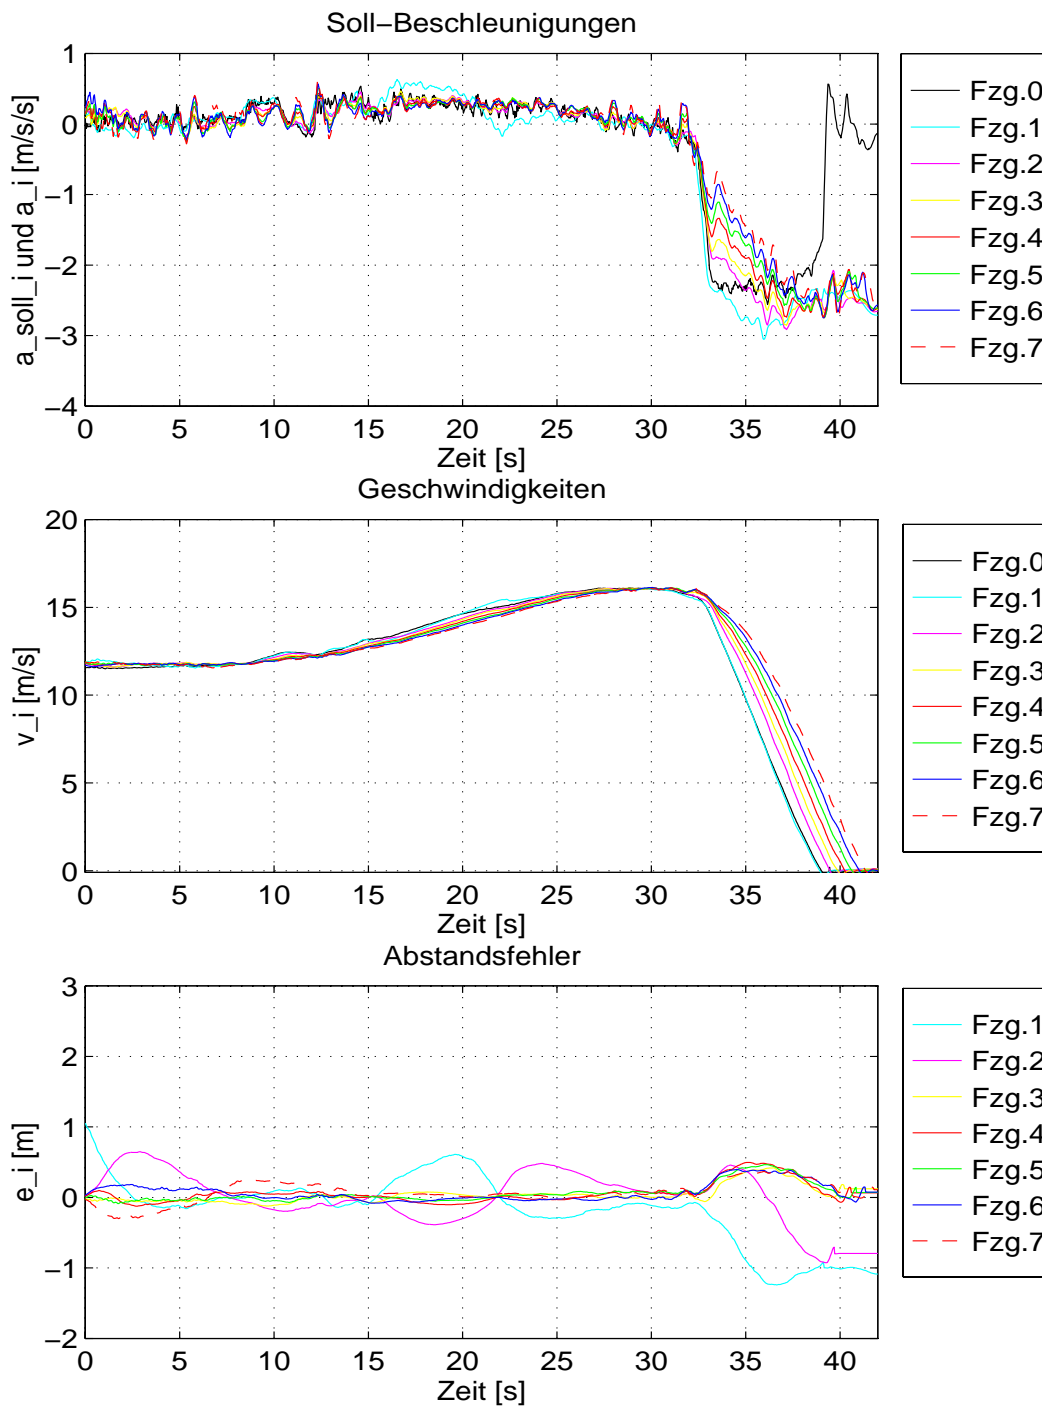 Soll−Beschleunigungen
a_soll_i und a_i [m/s/s]
1
0
−1
−2
−3
−4
0 5 10 15 20 25 30 35 40
Zeit [s]
Fzg.0
Fzg.1
Fzg.2
Fzg.3
Fzg.4
Fzg.5
Fzg.6
Fzg.7
Geschwindigkeiten
v_i [m/s]
20
15
10
5
0
0 5 10 15 20 25 30 35 40
Zeit [s]
Fzg.0
Fzg.1
Fzg.2
Fzg.3
Fzg.4
Fzg.5
Fzg.6
Fzg.7
Abstandsfehler
e_i [m]
3
2
1
0
−1
−2
0 5 10 15 20 25 30 35 40
Zeit [s]
Fzg.1
Fzg.2
Fzg.3
Fzg.4
Fzg.5
Fzg.6
Fzg.7